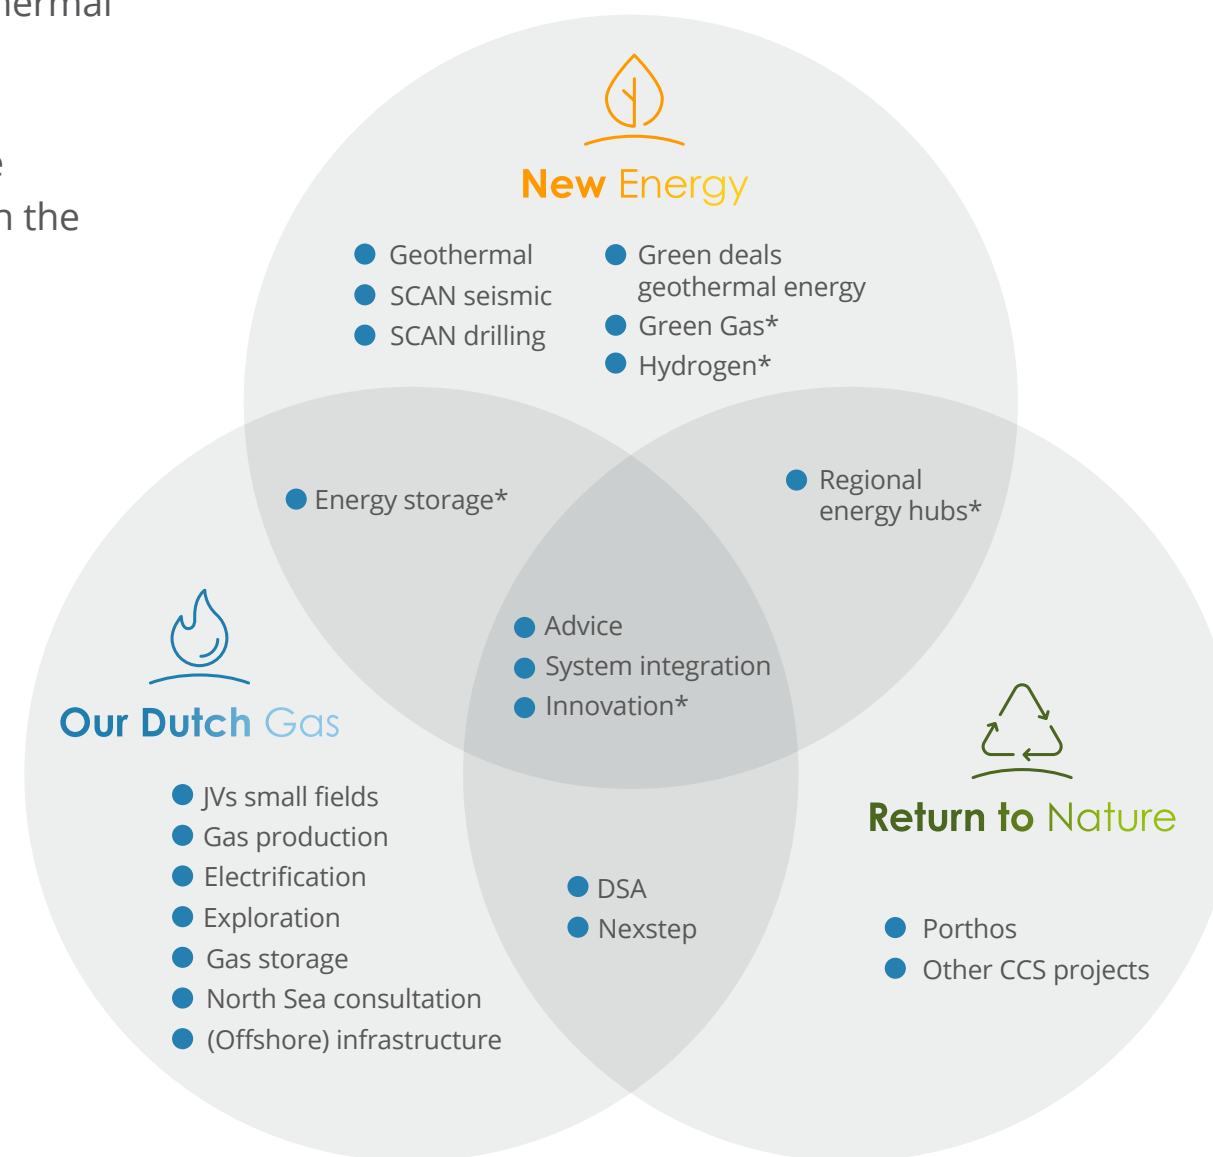 the
New Energy
Geothermal
SCAN seismic
SCAN drilling
Green deals
geothermal energy
Green Gas*
Hydrogen*
Energy storage*
Regional
energy hubs*
Advice
System integration
Innovation*
Our Dutch Gas
JVs small fields
Gas production
Electrification
Exploration
Gas storage
North Sea consultation
(Offshore) infrastructure
DSA
Nexstep
Return to Nature
Porthos
Other CCS projects